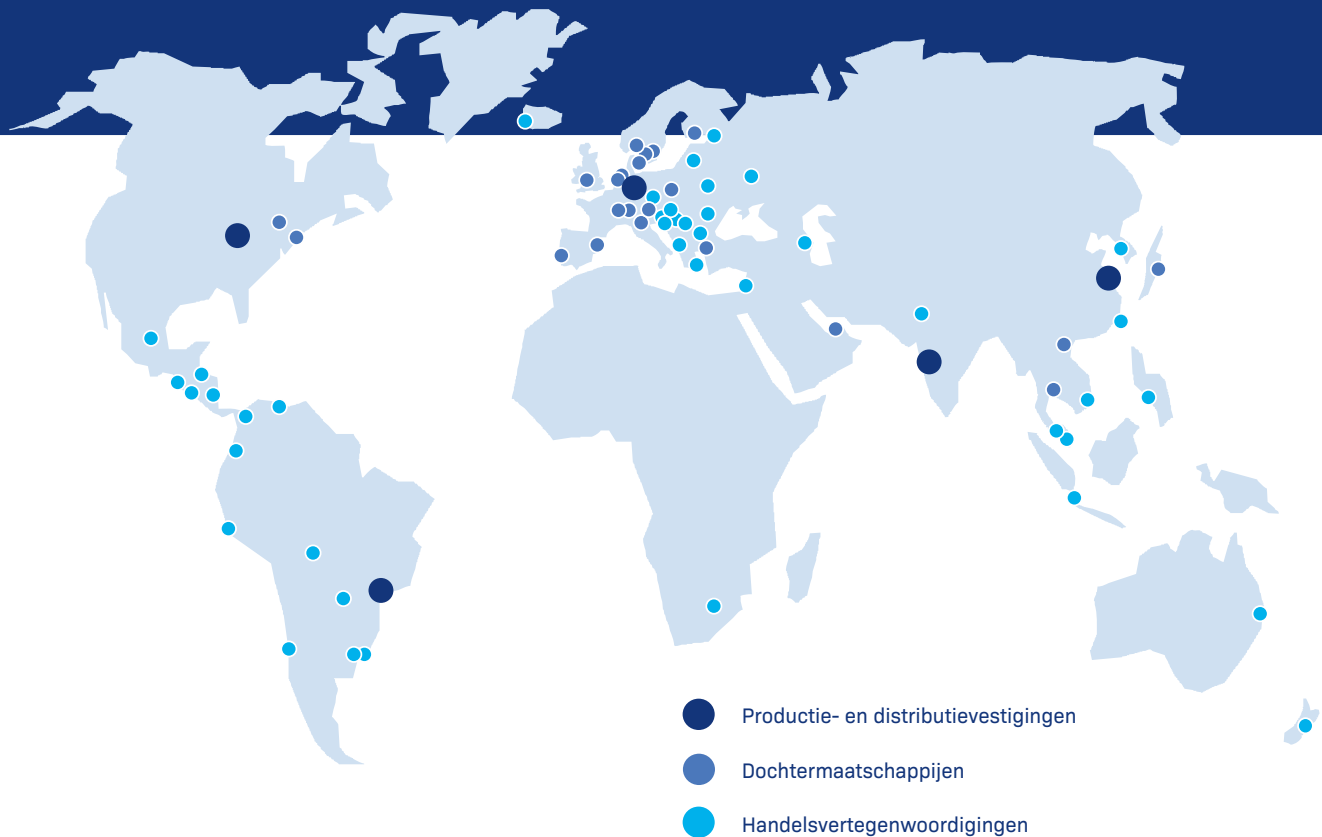 Productie- en distributievestigingen
Dochtermaatschappijen
Handelsvertegenwoordigingen